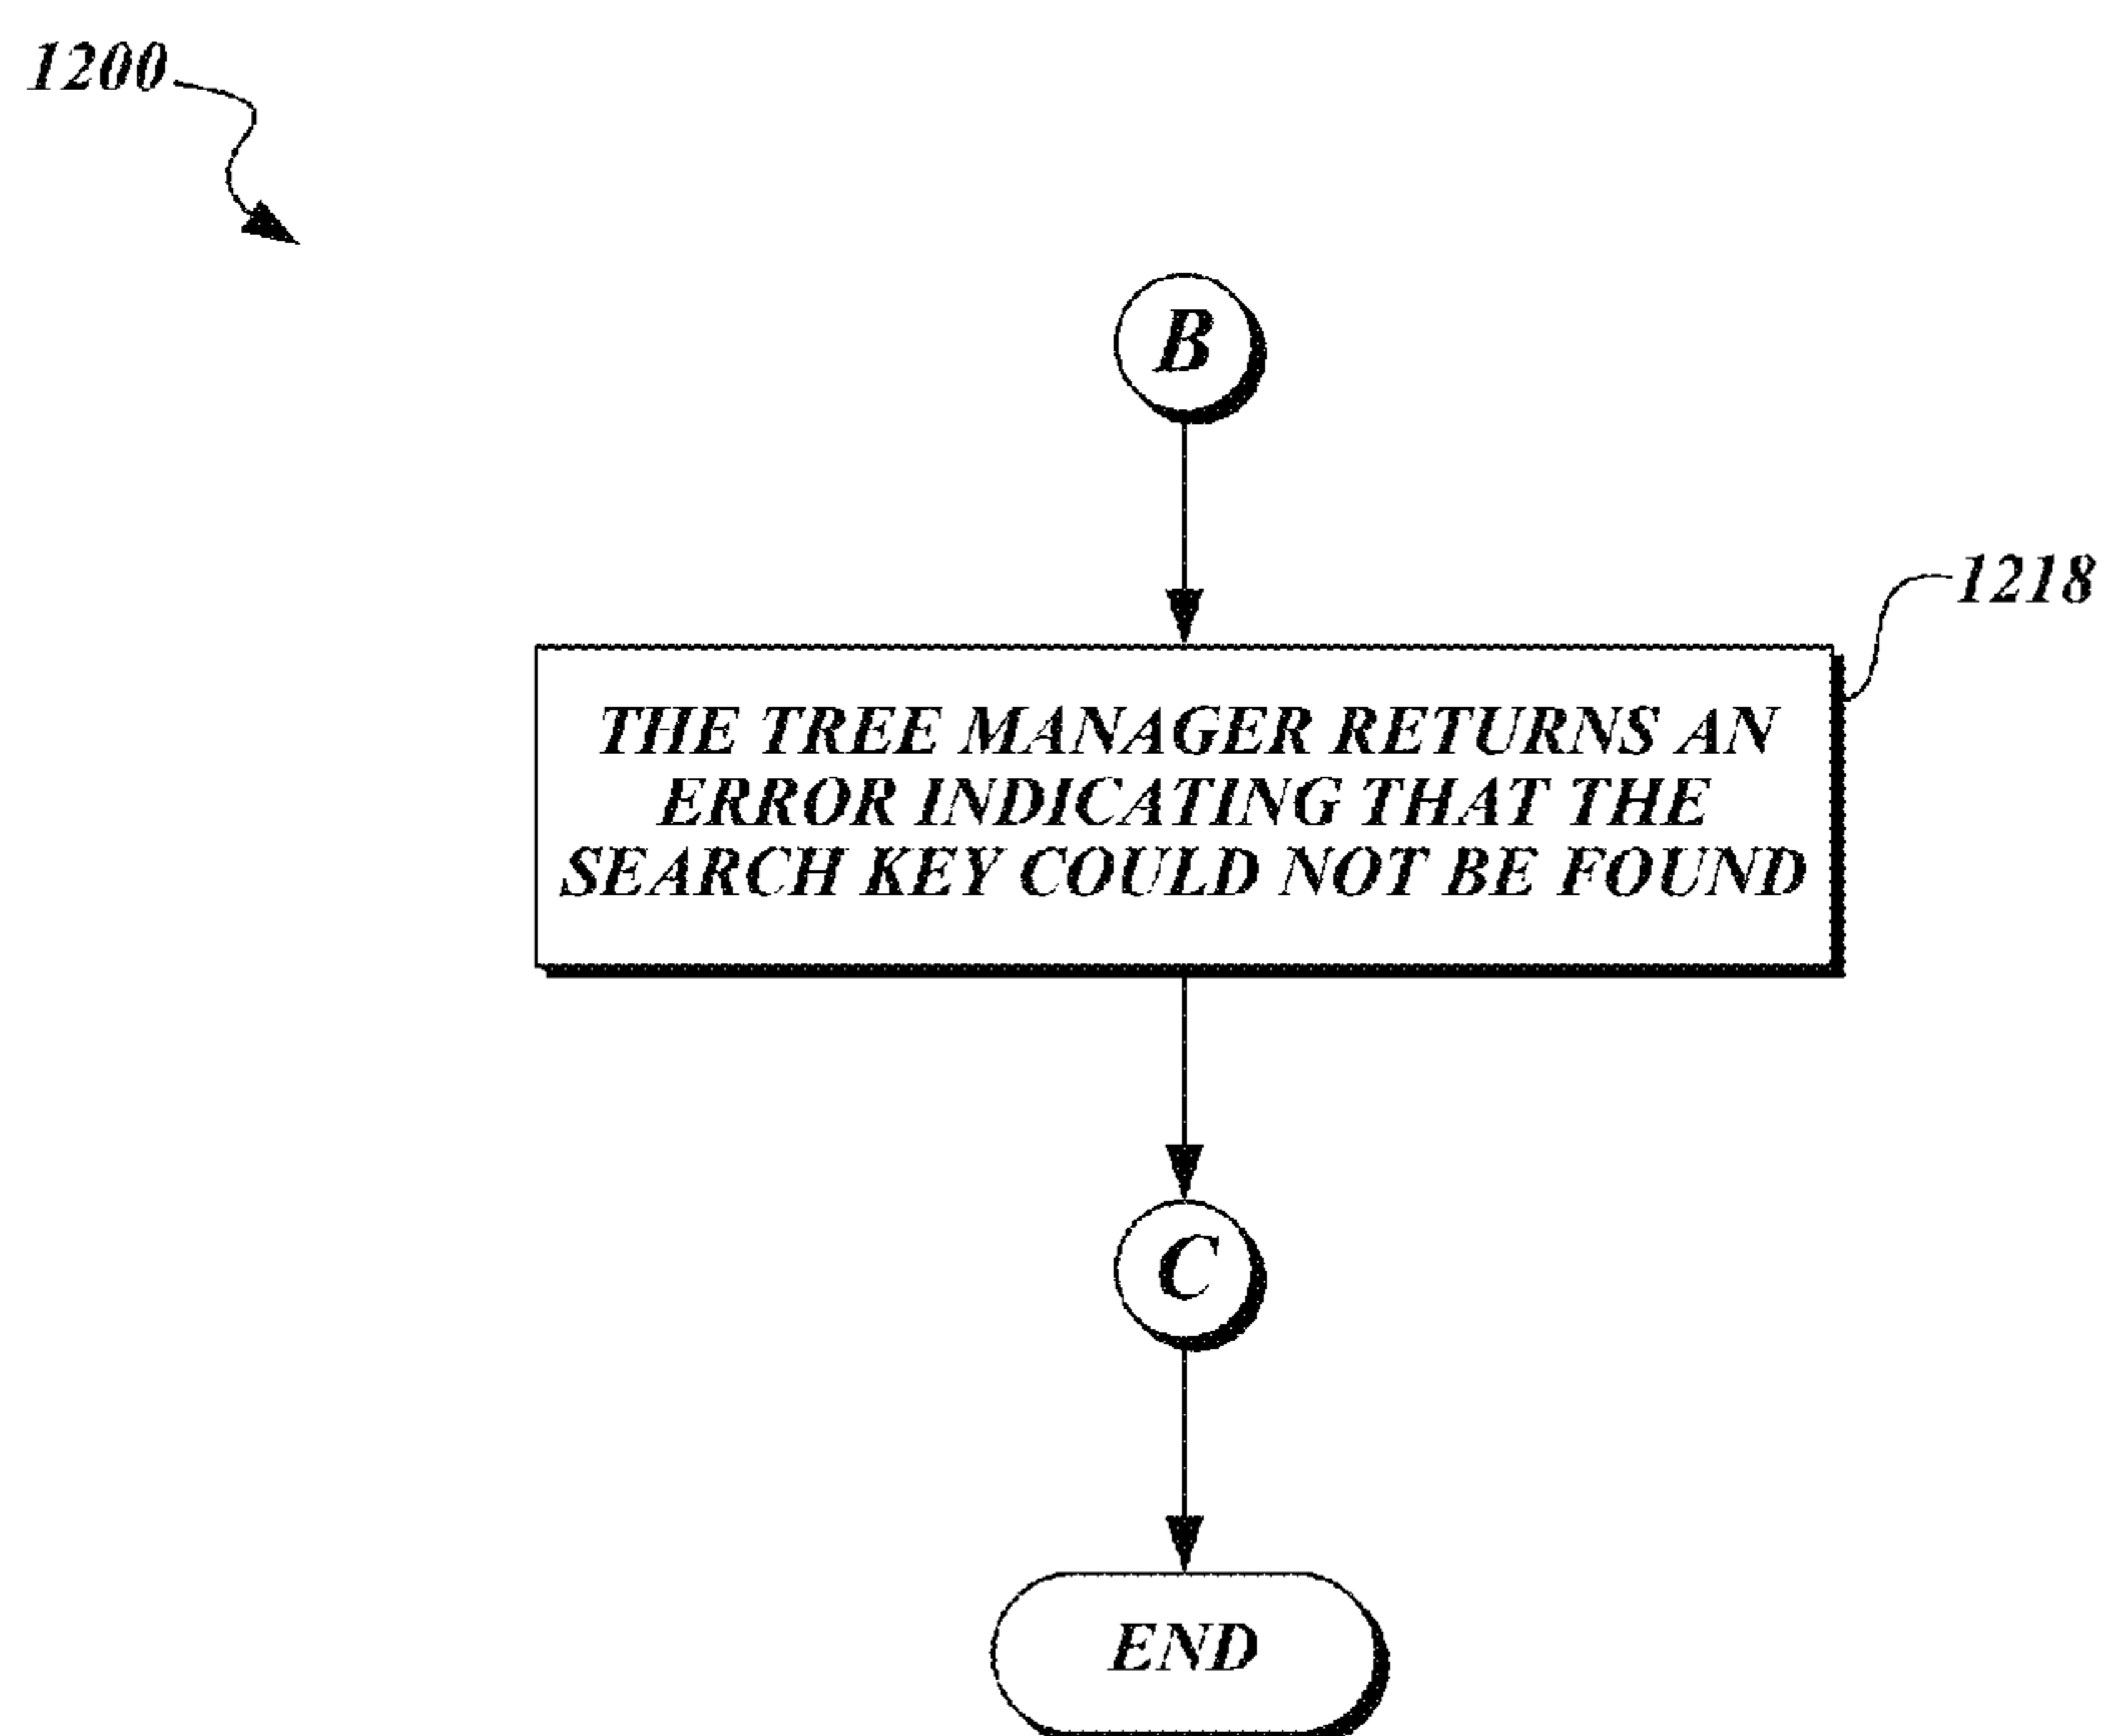 1200
B
1218
THE TREE MANAGER RETURNS AN
ERROR INDICATING THAT THE
SEARCH KEY COULD NOT BE FOUND
C
END